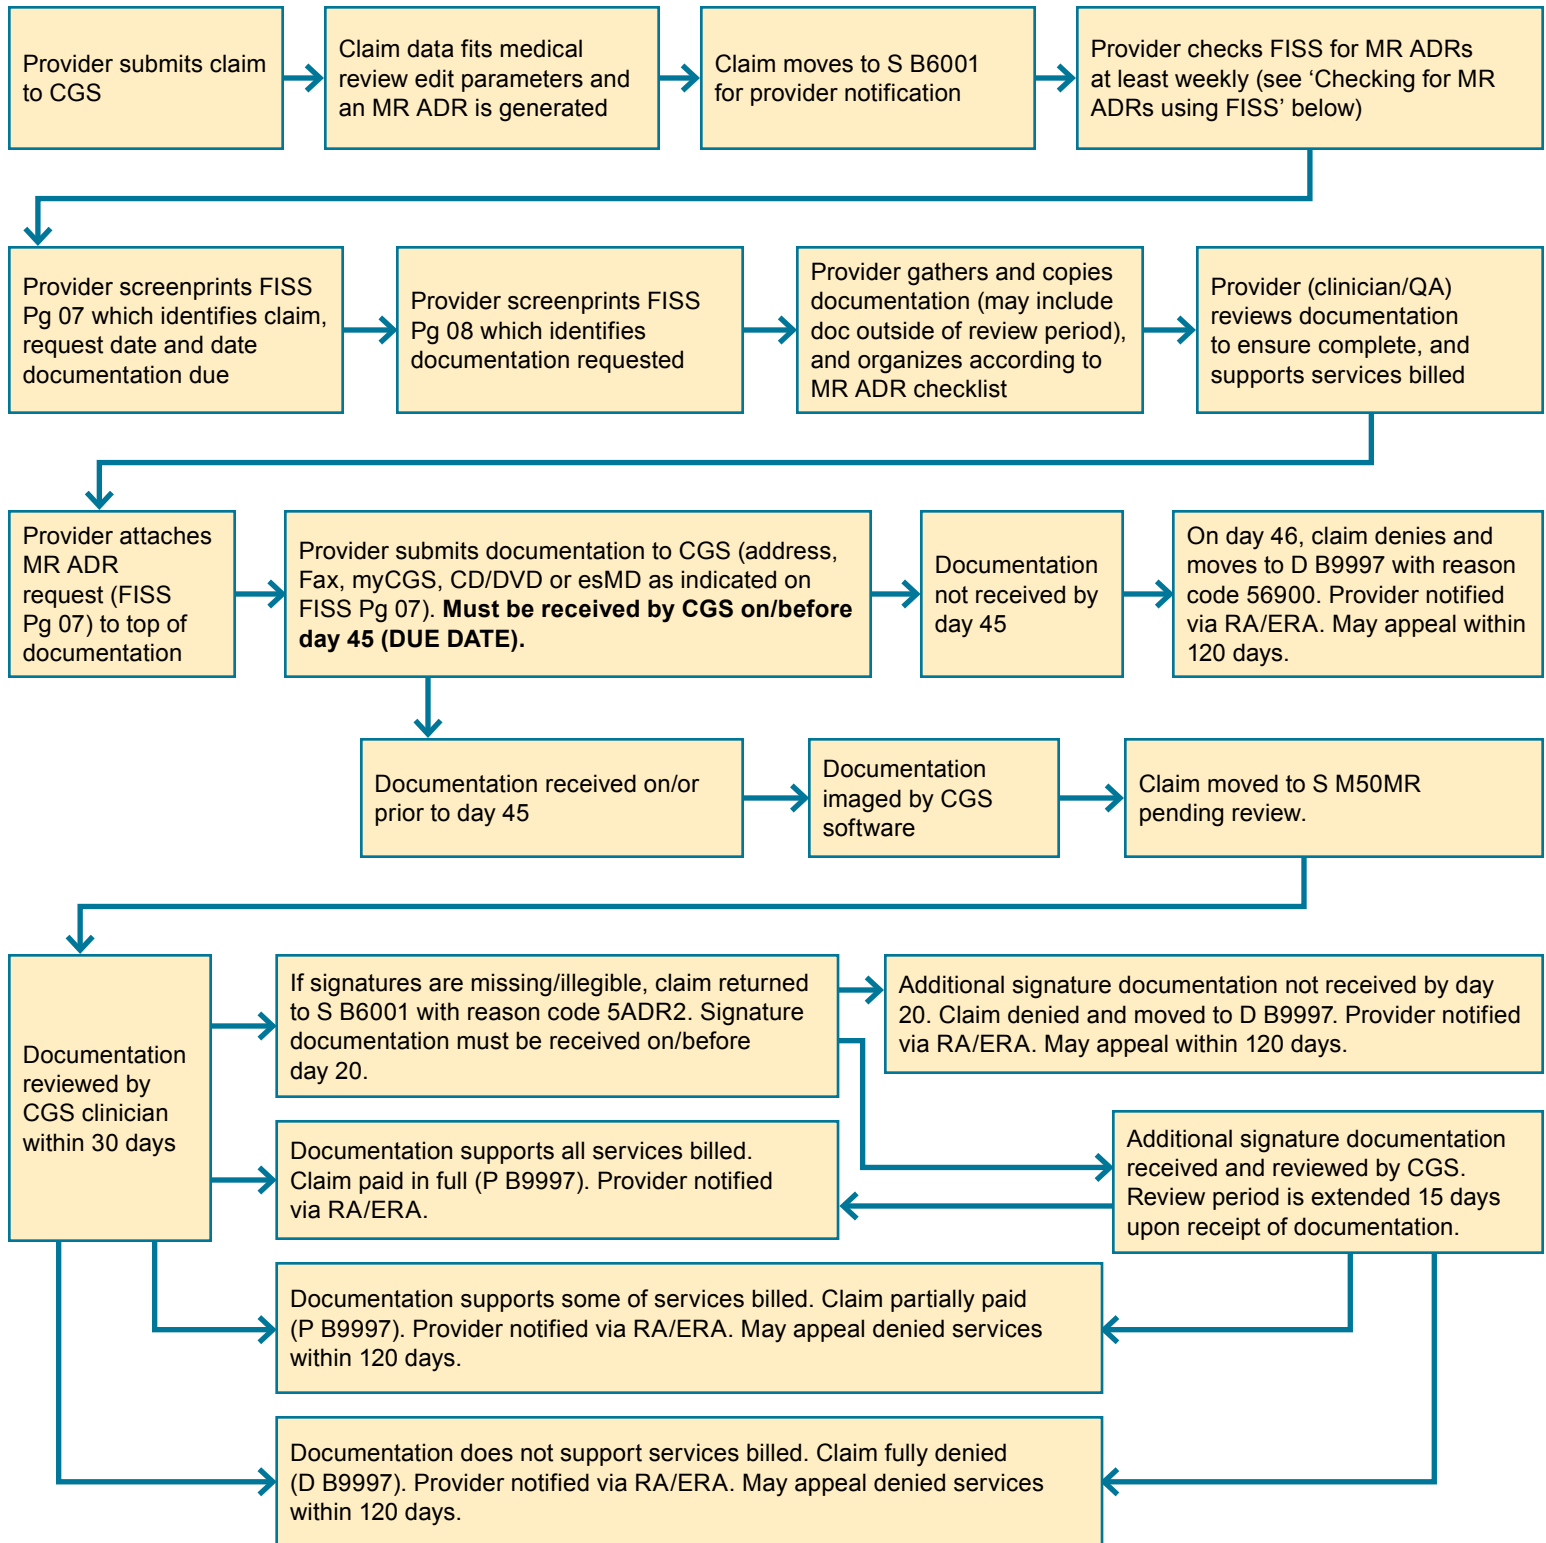 Provider submits claim
to CGS
Claim data fits medical
review edit parameters and
an MR ADR is generated
Claim moves to S B6001
for provider notification
Provider checks FISS for MR ADRs
at least weekly (see ‘Checking for MR
ADRs using FISS’ below)
Provider screenprints FISS
Pg 07 which identifies claim,
request date and date
documentation due
Provider screenprints FISS
Pg 08 which identifies
documentation requested
Provider gathers and copies
documentation (may include
doc outside of review period),
and organizes according to
MR ADR checklist
Provider (clinician/QA)
reviews documentation
to ensure complete, and
supports services billed
Provider attaches
MR ADR
request (FISS
Pg 07) to top of
documentation
Provider submits documentation to CGS (address,
Fax, myCGS, CD/DVD or esMD as indicated on
FISS Pg 07). Must be received by CGS on/before
day 45 (DUE DATE).
Documentation
not received by
day 45
On day 46, claim denies and
moves to D B9997 with reason
code 56900. Provider notified
via RA/ERA. May appeal within
120 days.
Documentation received on/or
prior to day 45
Documentation
imaged by CGS
software
Claim moved to S M50MR
pending review.
Documentation
reviewed by
CGS clinician
within 30 days
If signatures are missing/illegible, claim returned
to S B6001 with reason code 5ADR2. Signature
documentation must be received on/before
day 20.
Additional signature documentation not received by day
20. Claim denied and moved to D B9997. Provider notified
via RA/ERA. May appeal within 120 days.
Documentation supports all services billed.
Claim paid in full (P B9997). Provider notified
via RA/ERA.
Additional signature documentation
received and reviewed by CGS.
Review period is extended 15 days
upon receipt of documentation.
Documentation supports some of services billed. Claim partially paid
(P B9997). Provider notified via RA/ERA. May appeal denied services
within 120 days.
Documentation does not support services billed. Claim fully denied
(D B9997). Provider notified via RA/ERA. May appeal denied services
within 120 days.